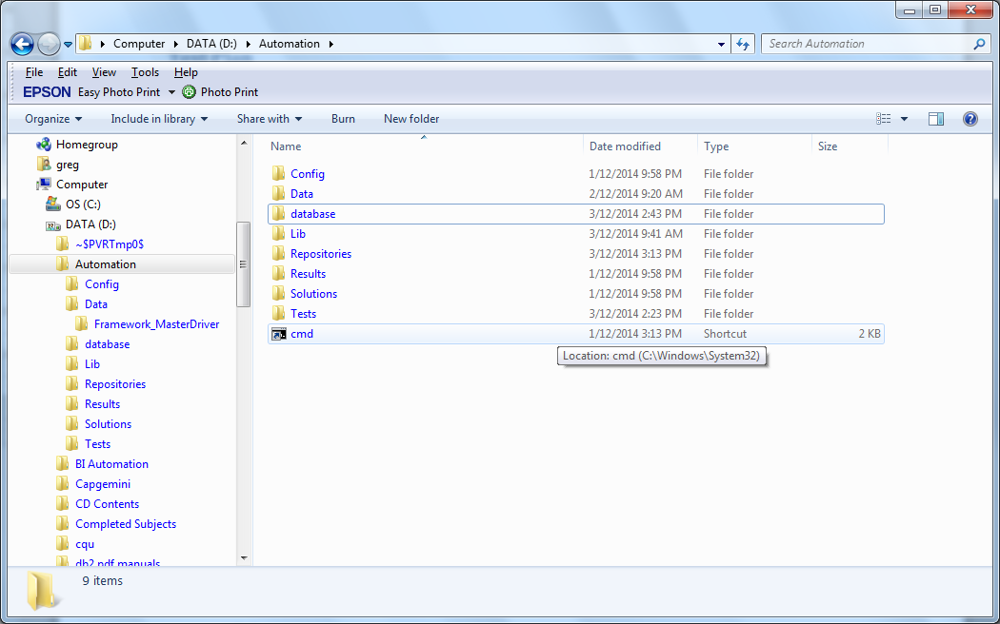 Computer DATA (D:) Automation Search Automation
File Edit View Tools Help
EPSON Easy Photo Print Photo Print
Organize Include in library Share with Burn New folder
Homegroup
greg
Computer
OS (C:)
DATA (D:)
~$PVRTmp0$
Automation
Config
Data
Framework_MasterDriver
database
Lib
Repositories
Results
Solutions
Tests
BI Automation
Capgemini
CD Contents
Completed Subjects
cqu
db2 pdf manuals
Name Date modified Type Size
Config 1/12/2014 9:58 PM File folder
Data 2/12/2014 9:20 AM File folder
database 3/12/2014 2:43 PM File folder
Lib 3/12/2014 9:41 AM File folder
Repositories 3/12/2014 3:13 PM File folder
Results 1/12/2014 9:58 PM File folder
Solutions 1/12/2014 9:58 PM File folder
Tests 3/12/2014 2:23 PM File folder
cmd 1/12/2014 3:13 PM Shortcut 2 KB
Location: cmd (C:\Windows\System32)
9 items